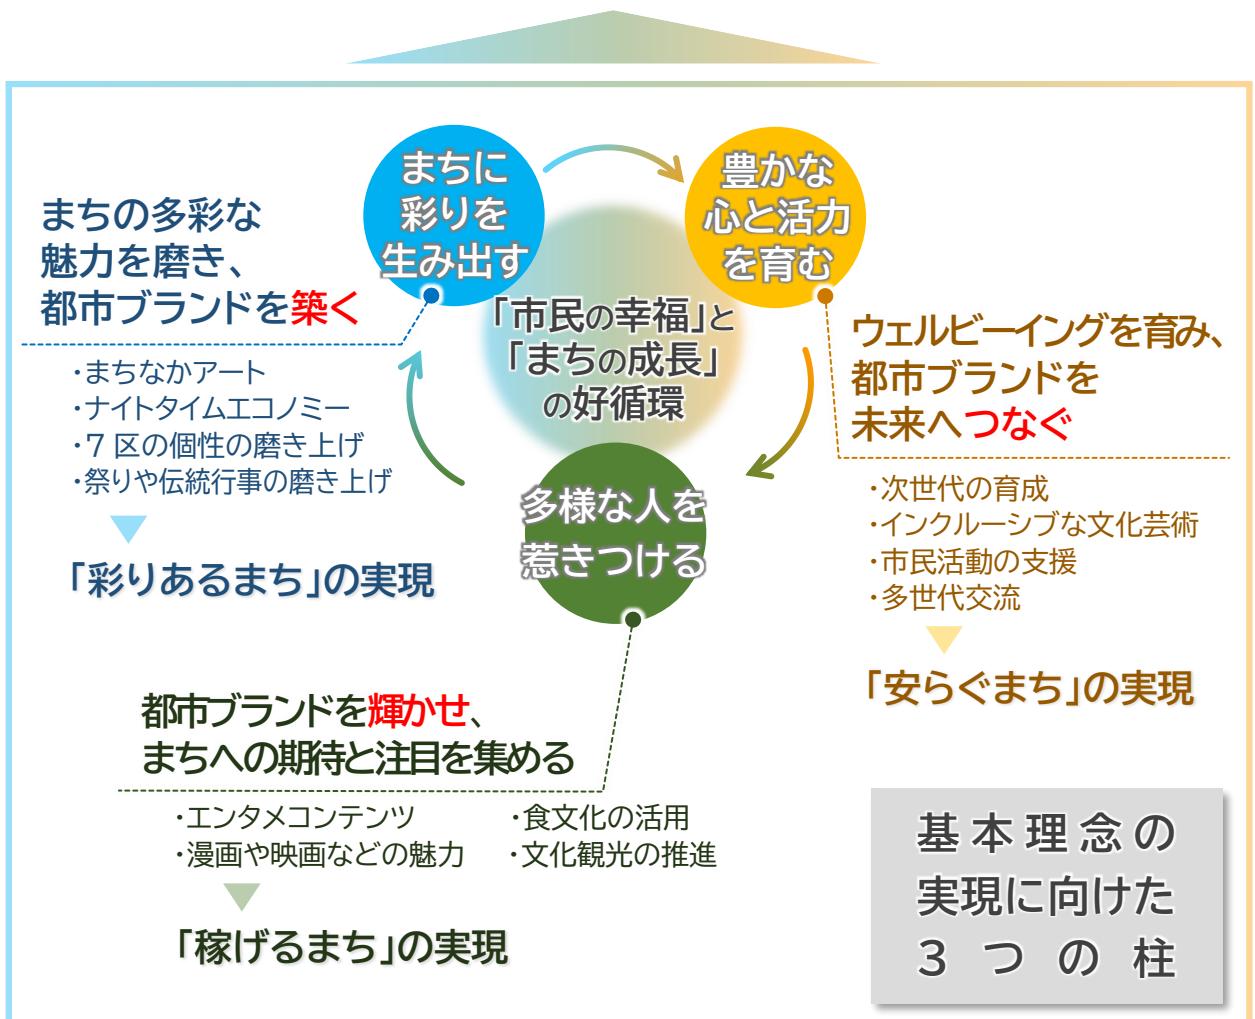 まちに
彩りを
生み出す
豊かな
心と活力
を育む
「市民の幸福」と
「まちの成長」
の好循環
多様な人を
惹きつける
まちの多彩な
魅力を磨き、
都市ブランドを築く
・まちなかアート
・ナイトタイムエコノミー
・7 区の個性の磨き上げ
・祭りや伝統行事の磨き上げ
「彩りあるまち」の実現
ウェルビーイングを育み、
都市ブランドを
未来へつなぐ
・次世代の育成
・インクルーシブな文化芸術
・市民活動の支援
・多世代交流
「安らぐまち」の実現
都市ブランドを輝かせ、
まちへの期待と注目を集める
・エンタメコンテンツ
・漫画や映画などの魅力
・食文化の活用
・文化観光の推進
「稼げるまち」の実現
基本理念の
実現に向けた
3つの柱